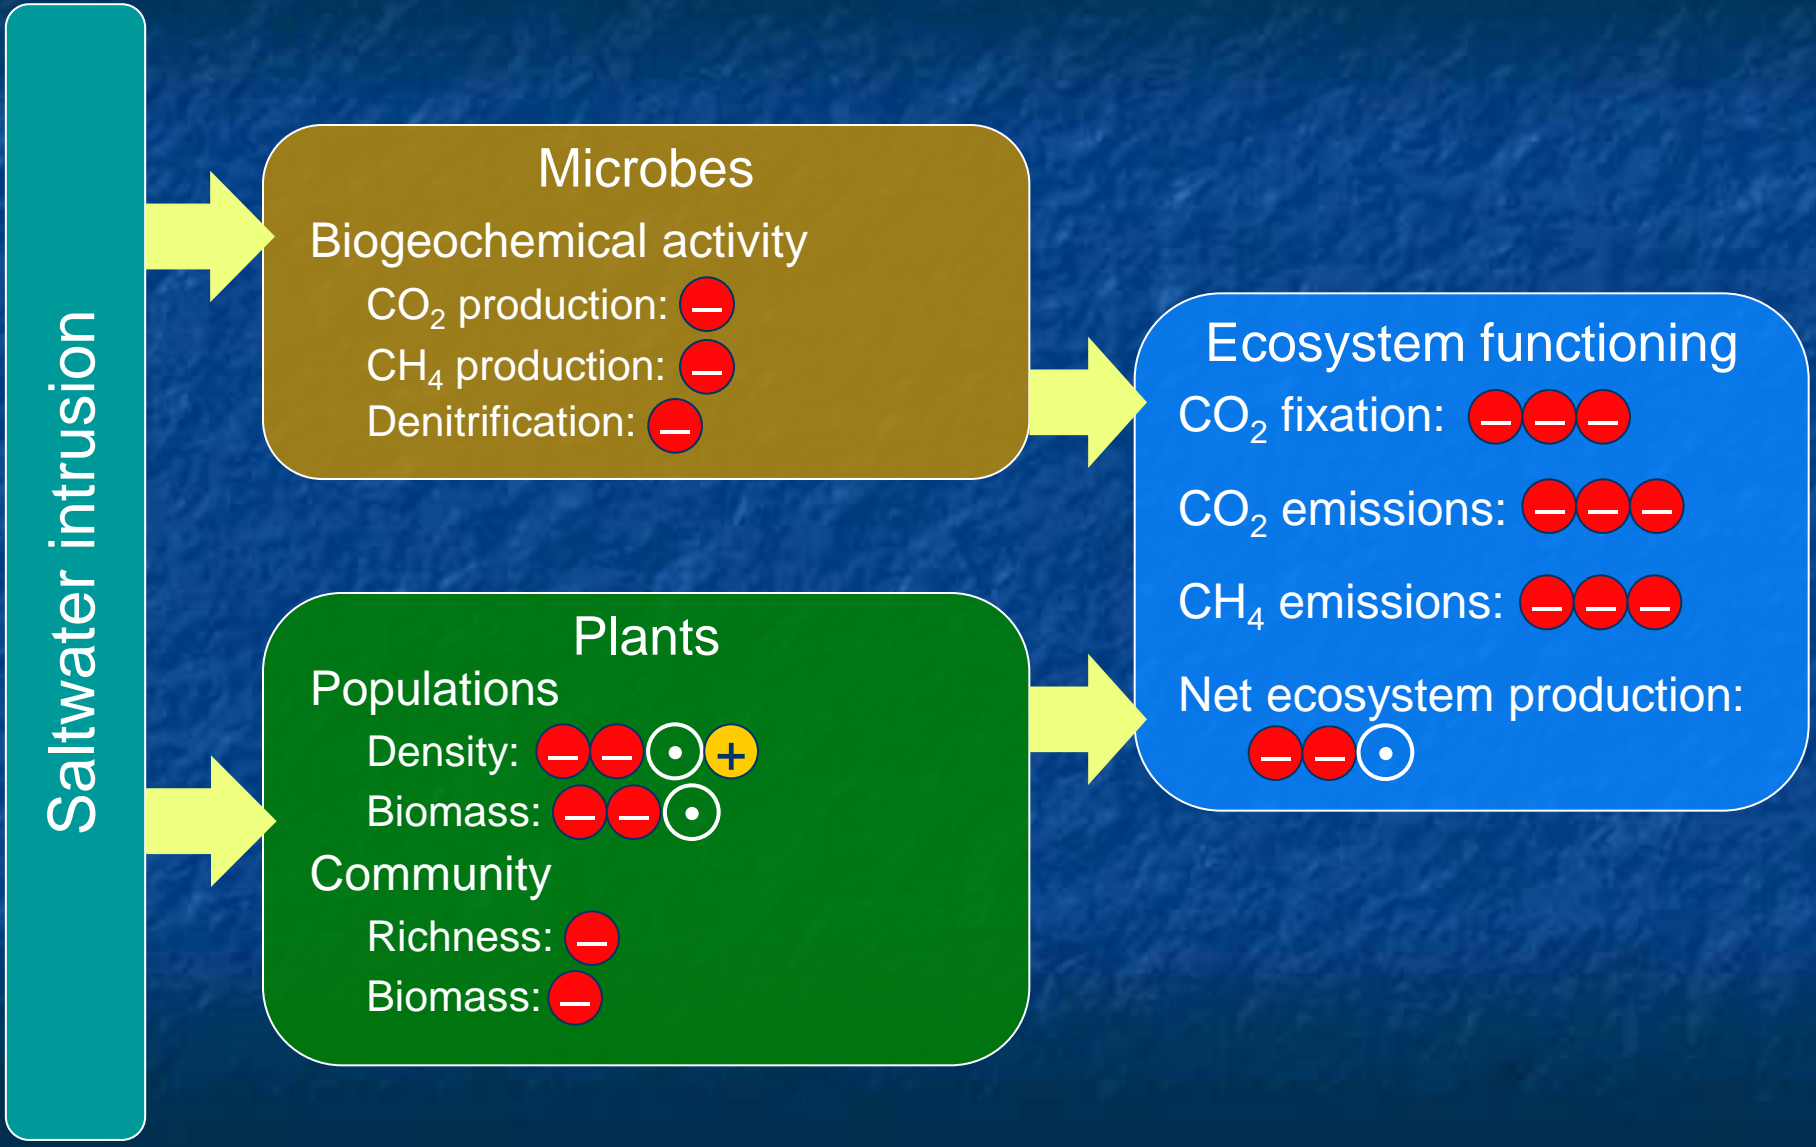 Saltwater intrusion
Microbes
Biogeochemical activity
CO₂ production: −
CH₄ production: −
Denitrification: −
Plants
Populations
Density: − − • +
Biomass: − − •
Community
Richness: −
Biomass: −
Ecosystem functioning
CO₂ fixation: − − −
CO₂ emissions: − − −
CH₄ emissions: − − −
Net ecosystem production:
− − •